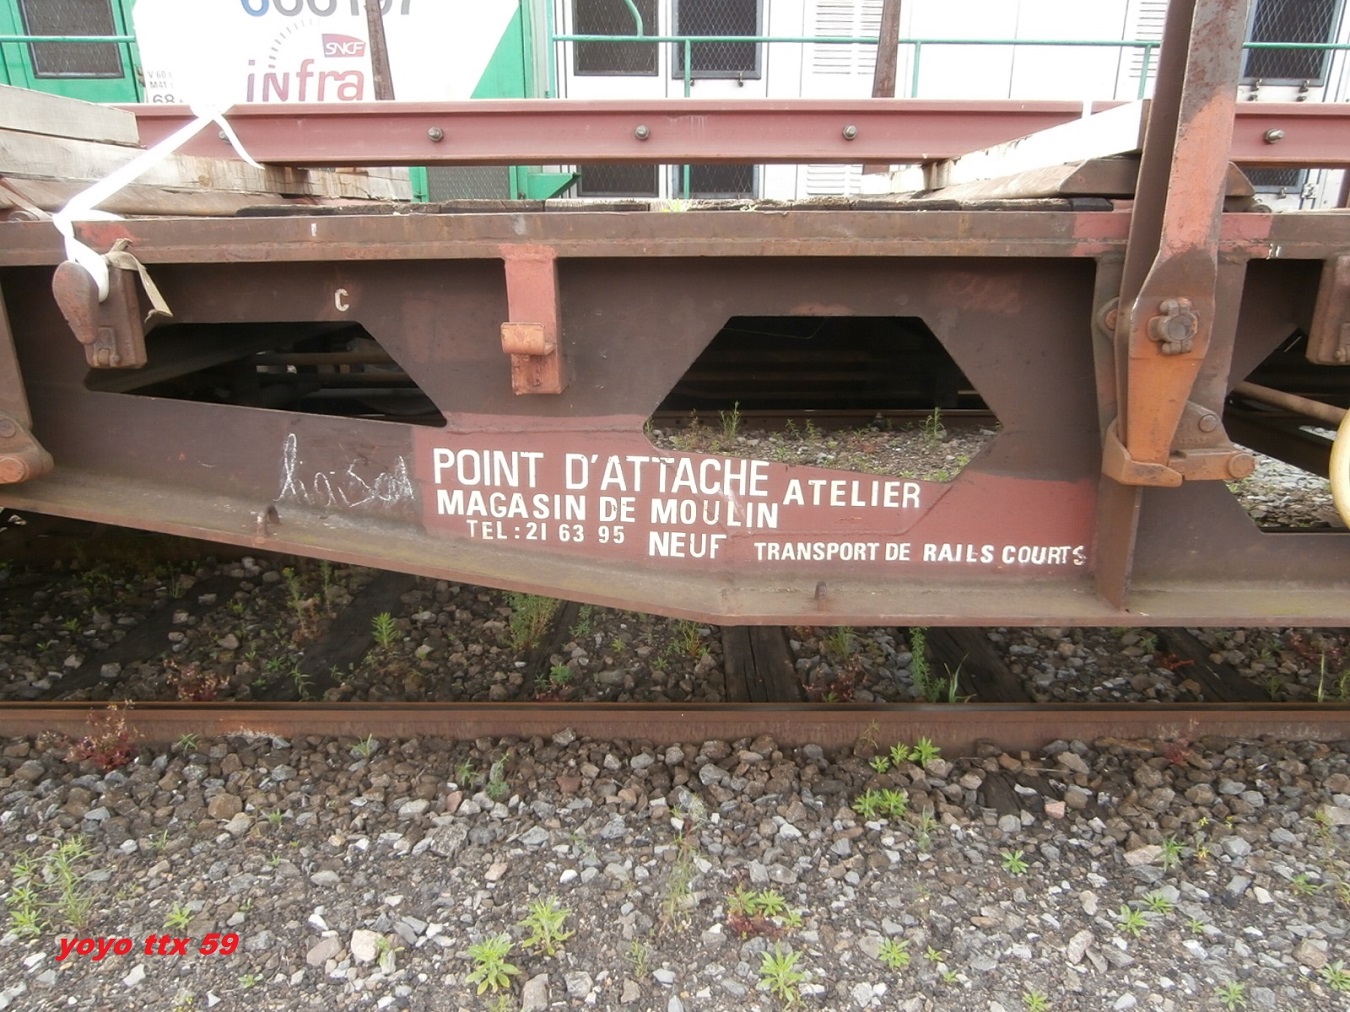 SNCF
infra
C
POINT D'ATTACHE ATELIER
MAGASIN DE MOULIN
TEL : 21 63 95 NEUF TRANSPORT DE RAILS COURTS
yoyo ttx 59